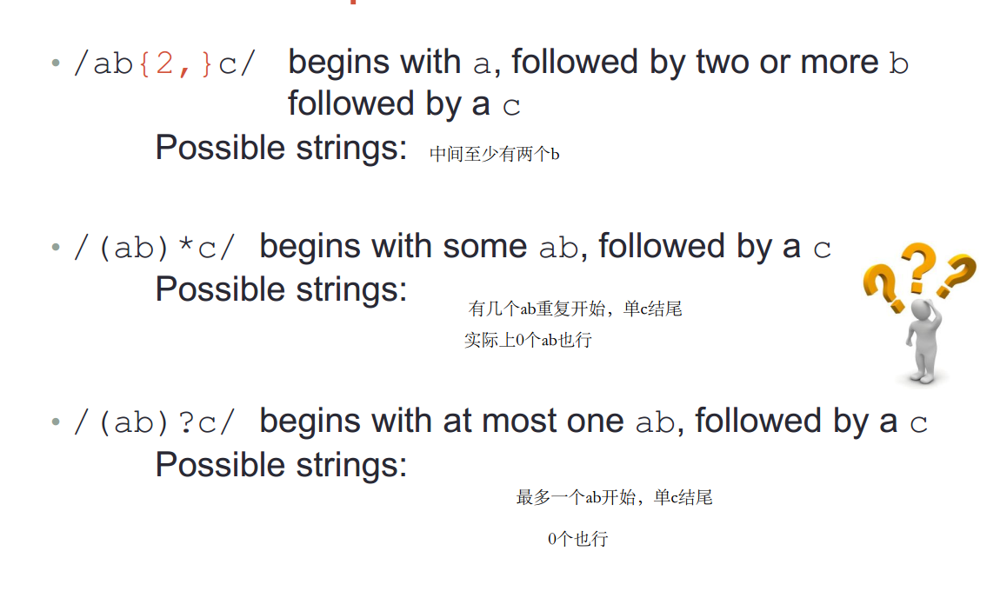 • /ab{2,}c/ begins with a, followed by two or more b
followed by a c
Possible strings: 中间至少有两个b
• /(ab)*c/ begins with some ab, followed by a c
Possible strings:
有几个ab重复开始，单c结尾
实际上0个ab也行
• /(ab)?c/ begins with at most one ab, followed by a c
Possible strings:
最多一个ab开始，单c结尾
0个也行